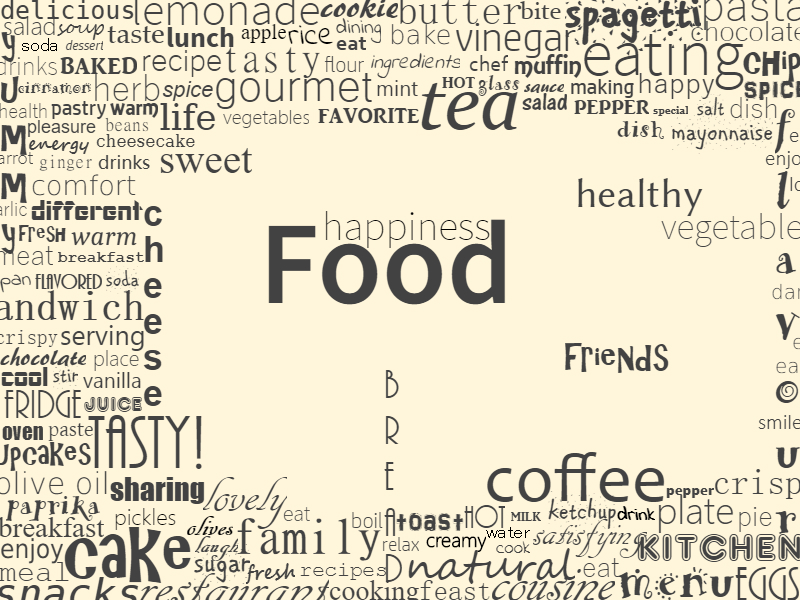 delicious lemonade cookie butter bite spagetti pasta
salad soup taste lunch apple rice dining eat bake vinegar chocolate
soda dessert
drinks BAKED recipe tasty flour ingredients chef muffin eating CHip
cinnamon herb spice gourmet mint HOT glass sauce making happy SPICE
health pastry warm life vegetables FAVORITE tea salad PEPPER special salt dish
pleasure beans
energy cheesecake dish mayonnaise
ginger drinks sweet enjoy
comfort healthy
different cheese
FReSH warm happiness vegetable
meat breakfast Food
pan FLAVORED soda
andwich
crispy serving
chocolate place FRieNdS
cool stir vanilla BREAD
FRIDGE JUICE
oven paste TASTY! smile
upcakes
olive oil sharing lovely coffee pepper crisp
paprika pickles eat boil toast HOT MILK ketchup drink plate pie
breakfast olives family relax creamy water satisfying KITCHEN
enjoy cake laugh cook
meal sugar fresh recipes natural eat
snacks restaurant cooking feast cousine menu EGGS
YUMMY
flavour